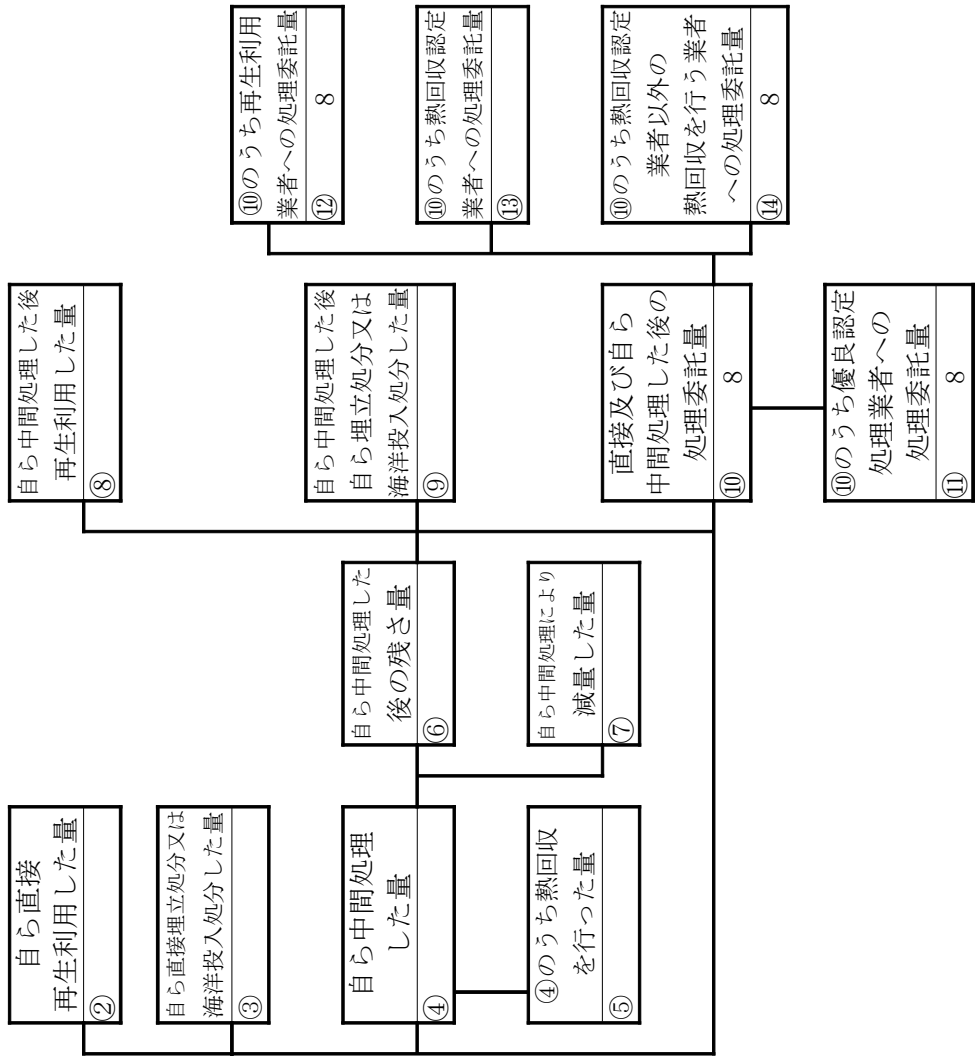 自ら直接
再生利用した量
②
自ら直接埋立処分又は
海洋投入処分した量
③
自ら中間処理
した量
④
④のうち熱回収
を行った量
⑤
自ら中間処理した
後の残さ量
⑥
自ら中間処理により
減量した量
⑦
自ら中間処理した後
再生利用した量
⑧
自ら中間処理した後
自ら埋立処分又は
海洋投入処分した量
⑨
直接及び自ら
中間処理した後の
処理委託量
⑩ 8
⑩のうち優良認定
処理業者への
処理委託量
⑪ 8
⑩のうち再生利用
業者への処理委託量
⑫ 8
⑩のうち熱回収認定
業者への処理委託量
⑬
⑩のうち熱回収認定
業者以外の
熱回収を行う業者
への処理委託量
⑭ 8